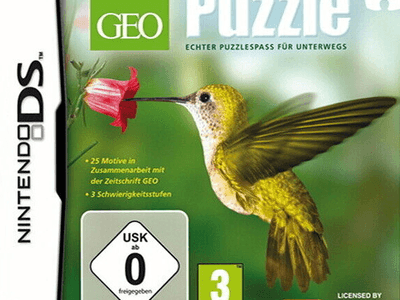 Puzzle
GEO
ECHTER PUZZLESPASS FÜR UNTERWEGS
NINTENDO DS
• 25 Motive in
Zusammenarbeit mit
der Zeitschrift GEO
• 3 Schwierigkeitsstufen
USK
ab
0
freigegeben
3
TM
LICENSED BY